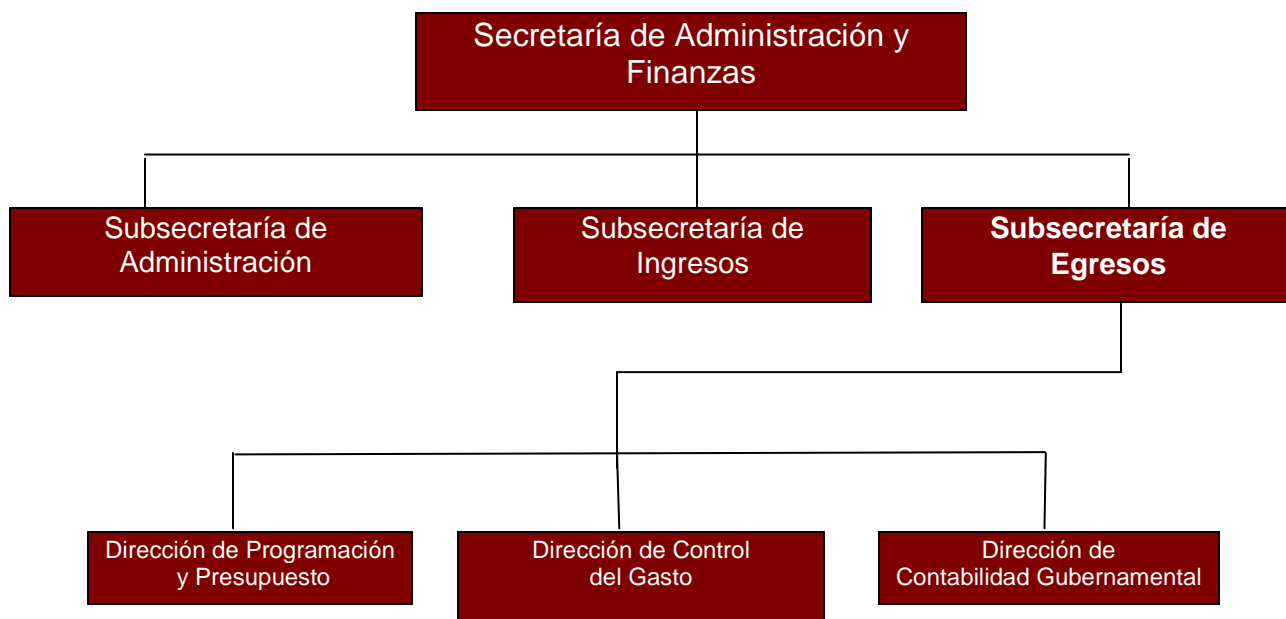 Secretaría de Administración y
Finanzas
Subsecretaría de
Administración
Subsecretaría de
Ingresos
Subsecretaría de
Egresos
Dirección de Programación
y Presupuesto
Dirección de Control
del Gasto
Dirección de
Contabilidad Gubernamental